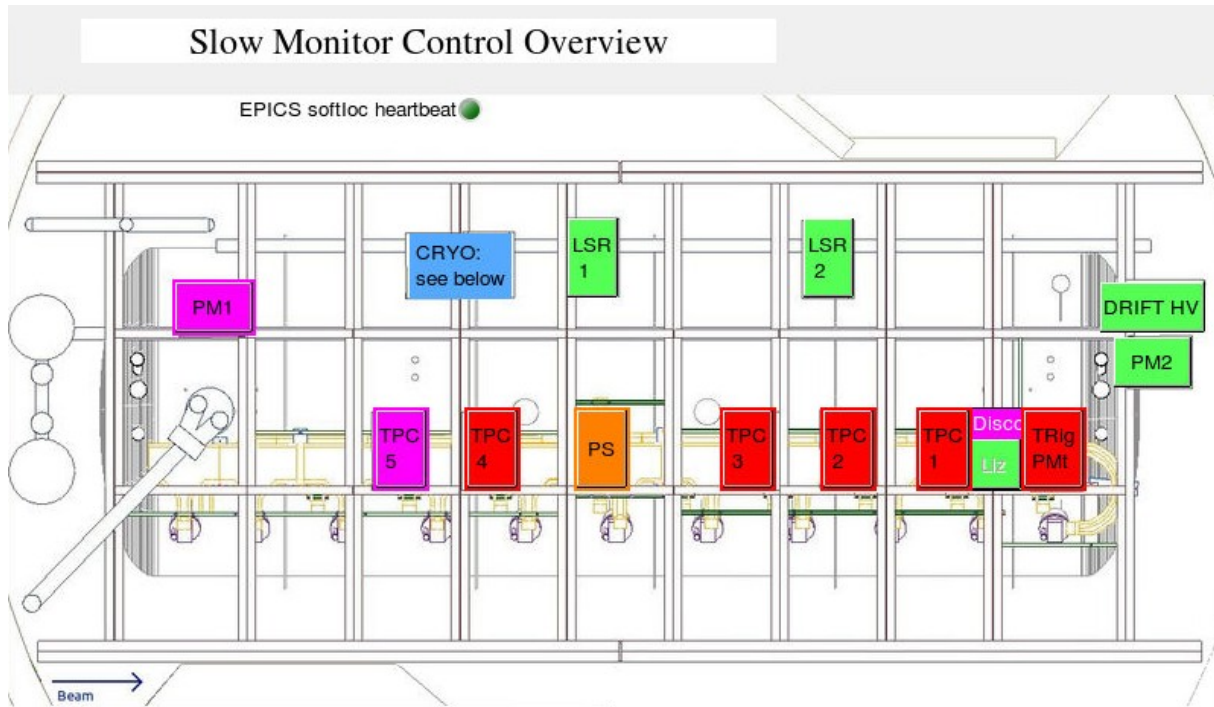 Slow Monitor Control Overview
EPICS softIoc heartbeat
LSR
1
LSR
2
CRYO:
see below
PM1
DRIFT HV
PM2
TPC
5
TPC
4
PS
TPC
3
TPC
2
TPC
1
Disco
Liz
TRig
PMt
Beam